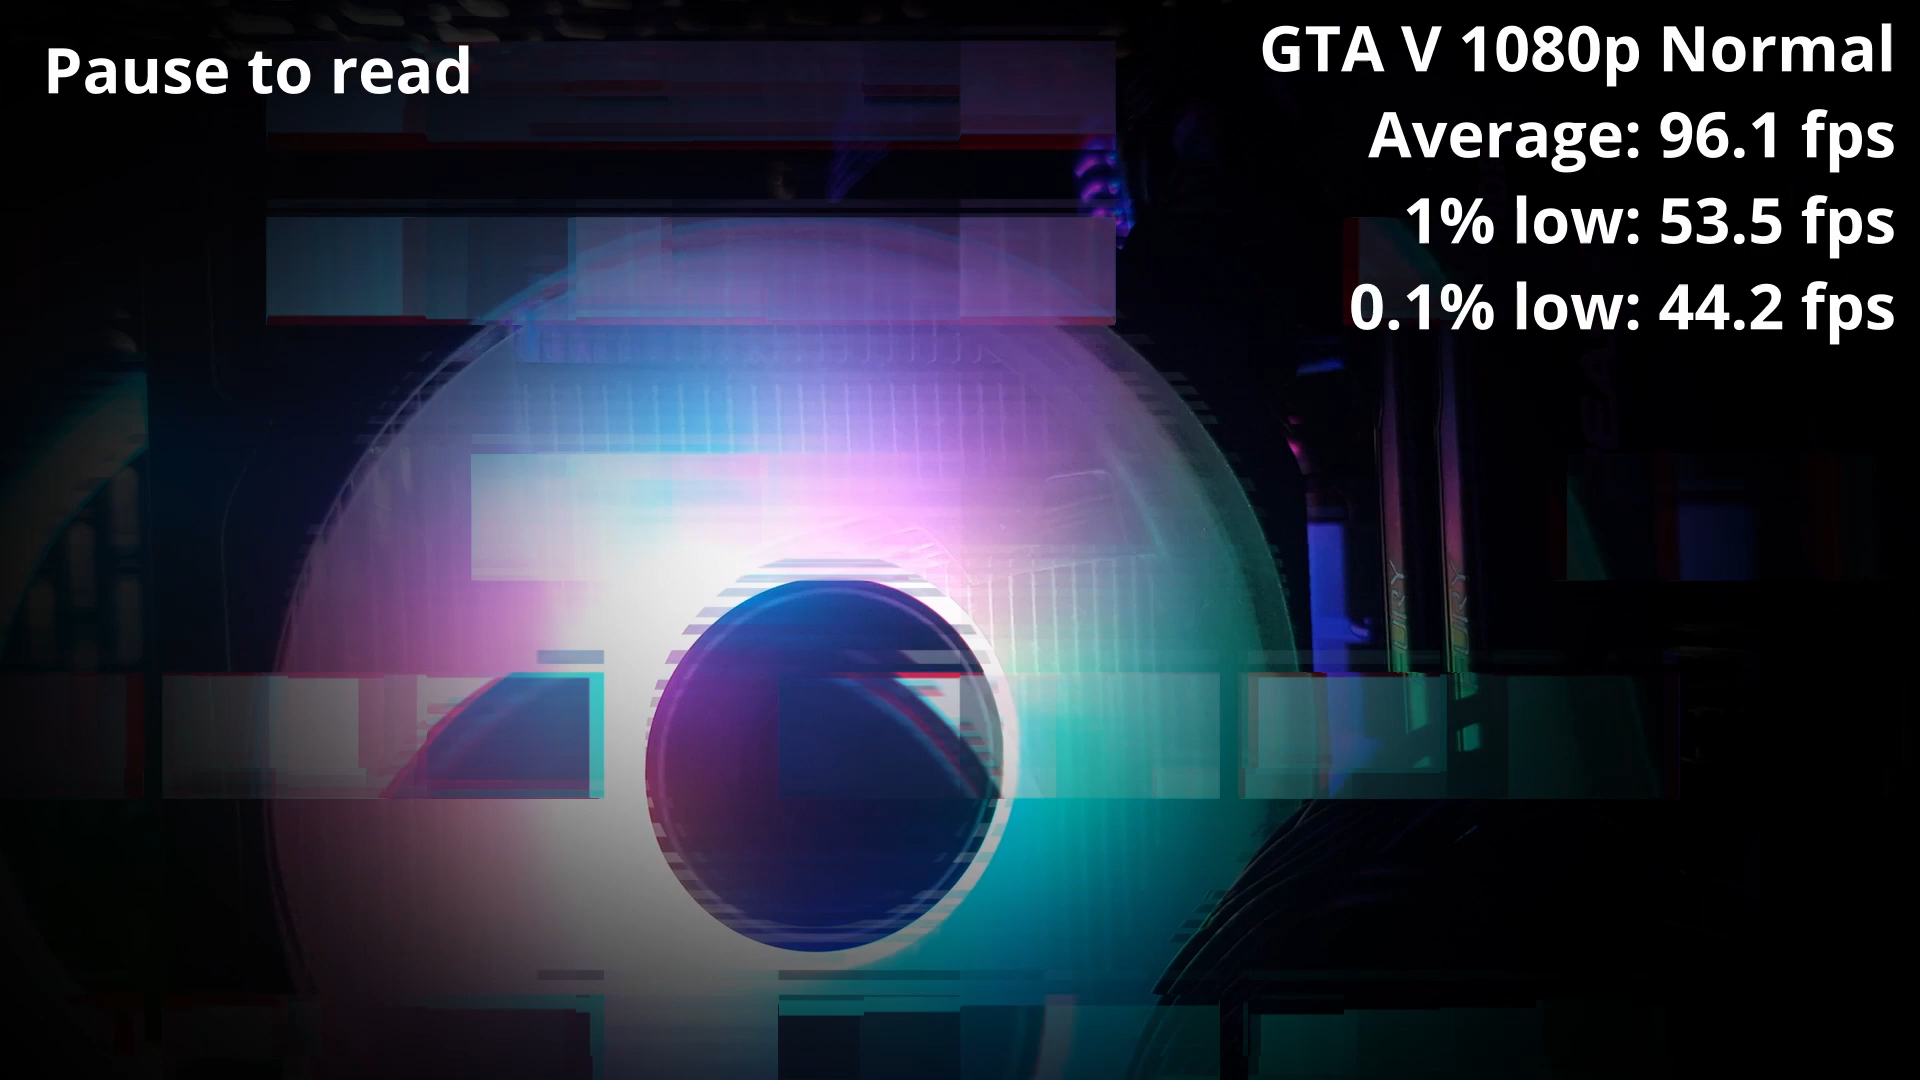 Pause to read
GTA V 1080p Normal
Average: 96.1 fps
1% low: 53.5 fps
0.1% low: 44.2 fps